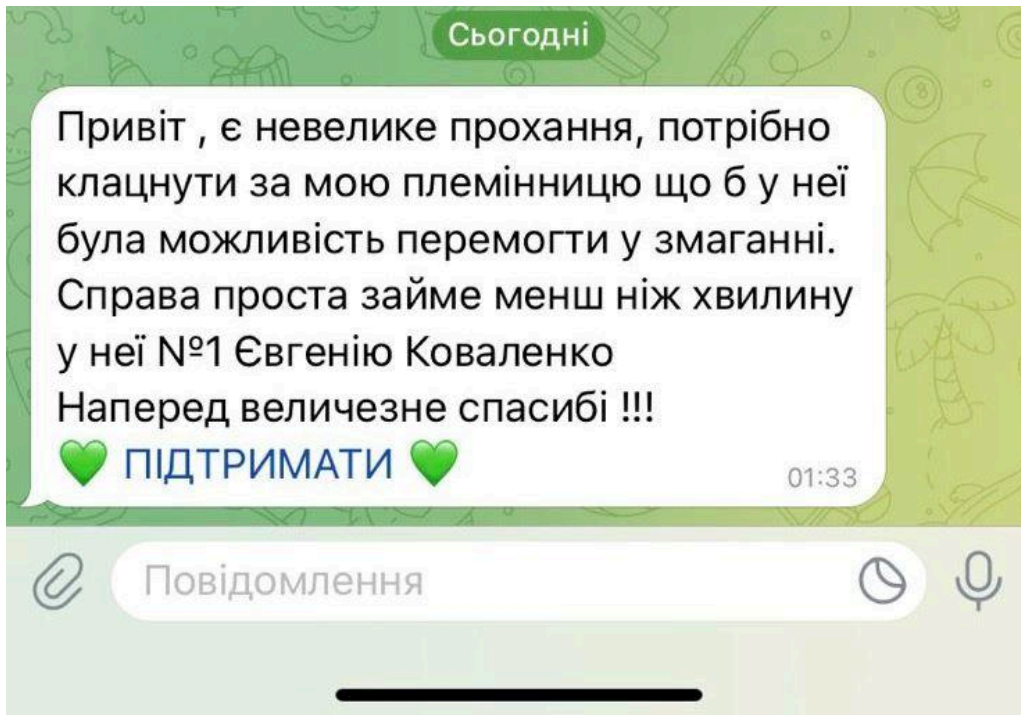 Сьогодні
Привіт , є невелике прохання, потрібно
клацнути за мою племінницю що б у неї
була можливість перемогти у змаганні.
Справа проста займе менш ніж хвилину
у неї №1 Євгенію Коваленко
Наперед величезне спасибі !!!
💚 ПІДТРИМАТИ 💚
01:33
Повідомлення